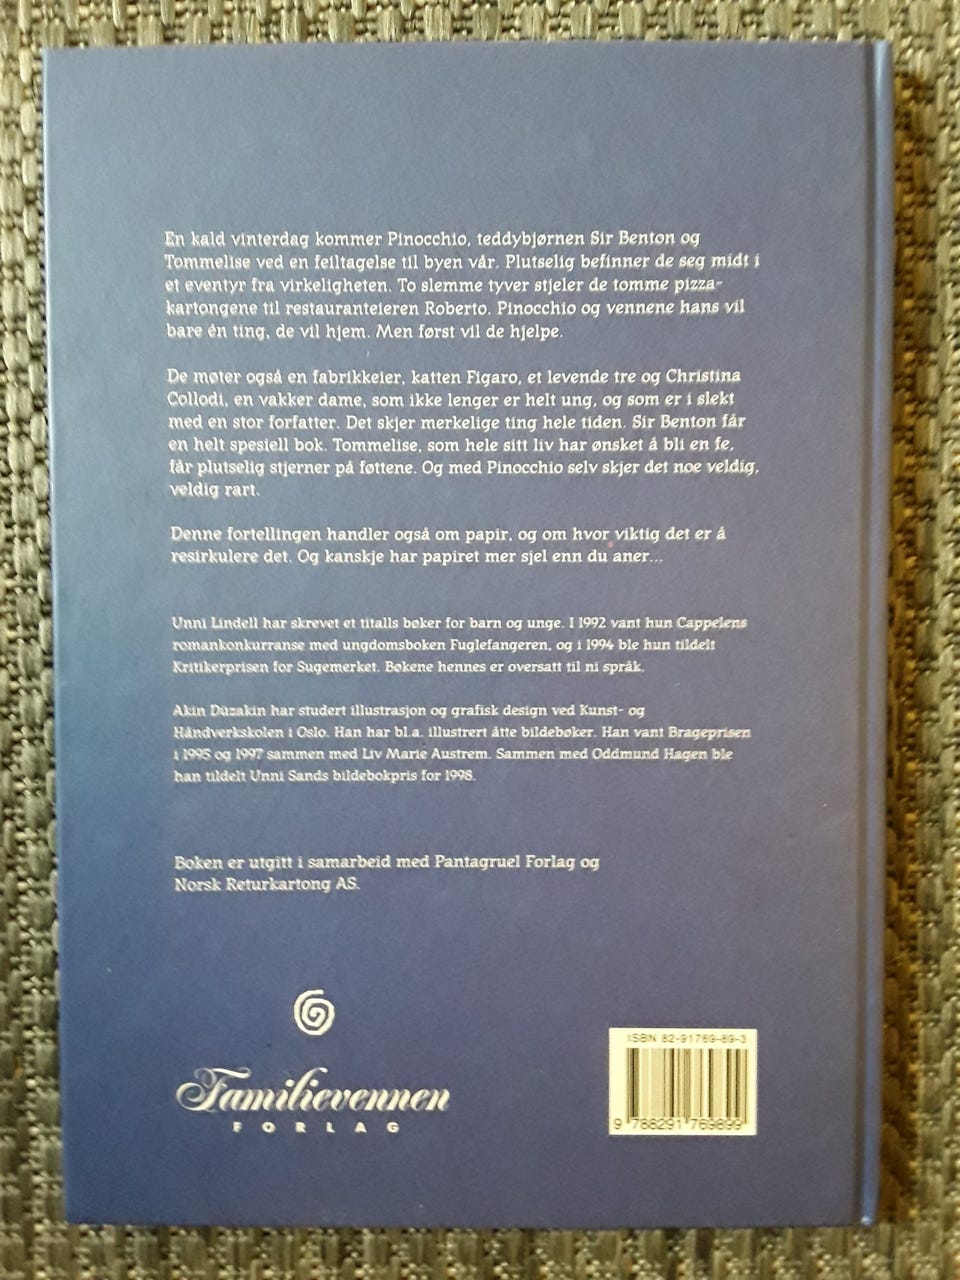 En kald vinterdag kommer Pinocchio, teddybjørnen Sir Benton og
Tommelise ved en feiltagelse til byen vår. Plutselig befinner de seg midt i
et eventyr fra virkeligheten. To slemme tyver stjeler de tomme pizza-
kartongene til restauranteieren Roberto. Pinocchio og vennene hans vil
bare én ting, de vil hjem. Men først vil de hjelpe.
De møter også en fabrikkeier, katten Figaro, et levende tre og Christina
Collodi, en vakker dame, som ikke lenger er helt ung, og som er i slekt
med en stor forfatter. Det skjer merkelige ting hele tiden. Sir Benton får
en helt spesiell bok. Tommelise, som hele sitt liv har ønsket å bli en fe,
får plutselig stjerner på føttene. Og med Pinocchio selv skjer det noe veldig,
veldig rart.
Denne fortellingen handler også om papir, og om hvor viktig det er å
resirkulere det. Og kanskje har papiret mer sjel enn du aner...
Unni Lindell har skrevet et titalls bøker for barn og unge. I 1992 vant hun Cappelens
romankonkurranse med ungdomsboken Fuglefangeren, og i 1994 ble hun tildelt
Kritikerprisen for Sugemerket. Bøkene hennes er oversatt til ni språk.
Akin Düzakin har studert illustrasjon og grafisk design ved Kunst- og
Håndverkskolen i Oslo. Han har bl.a. illustrert åtte bildebøker. Han vant Brageprisen
i 1995 og 1997 sammen med Liv Marie Austrem. Sammen med Oddmund Hagen ble
han tildelt Unni Sands bildebokpris for 1998.
Boken er utgitt i samarbeid med Pantagruel Forlag og
Norsk Returkartong AS.
Familievennen
FORLAG
ISBN 82-91769-89-3
9 788291 769899